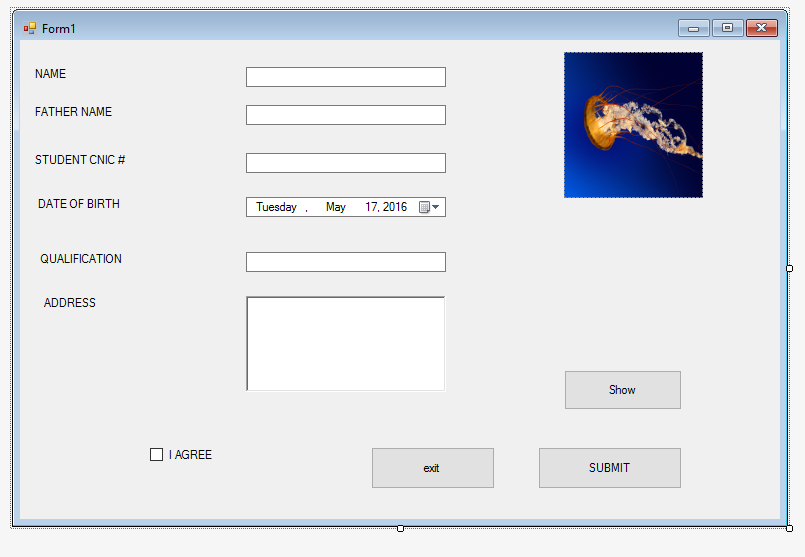 Form1
NAME
FATHER NAME
STUDENT CNIC #
DATE OF BIRTH
Tuesday , May 17, 2016
QUALIFICATION
ADDRESS
Show
I AGREE
exit
SUBMIT